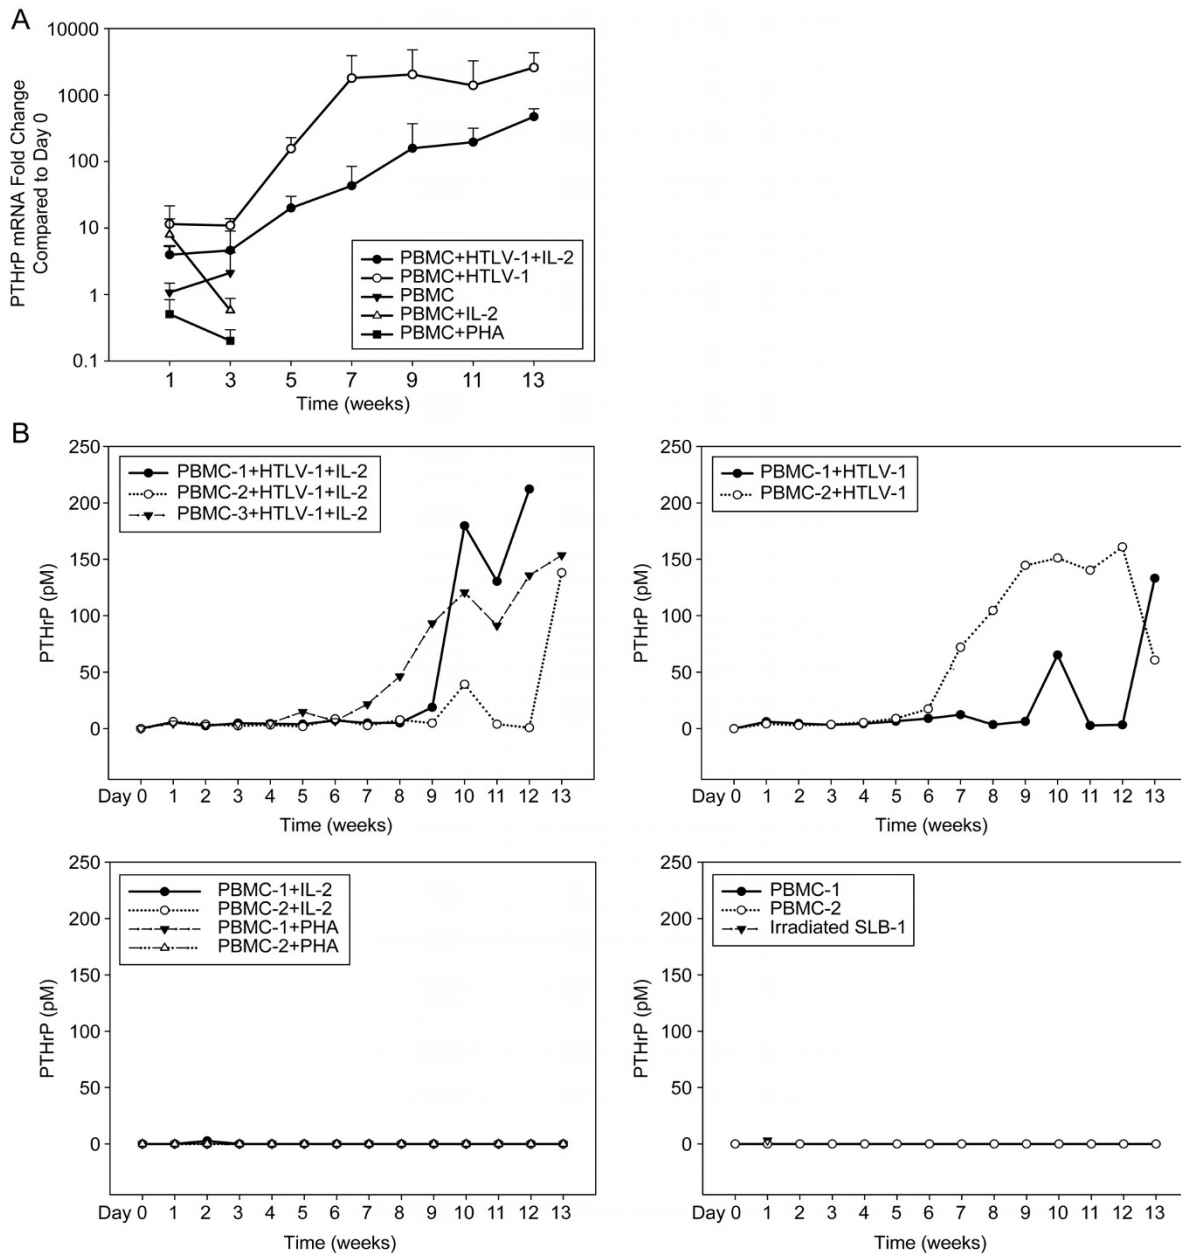 A
PTHrP mRNA Fold Change
Compared to Day 0
10000
1000
100
10
1
0.1
PBMC+HTLV-1+IL-2
PBMC+HTLV-1
PBMC
PBMC+IL-2
PBMC+PHA
1 3 5 7 9 11 13
Time (weeks)
B
PTHrP (pM)
250
200
150
100
50
0
PBMC-1+HTLV-1+IL-2
PBMC-2+HTLV-1+IL-2
PBMC-3+HTLV-1+IL-2
Day 0 1 2 3 4 5 6 7 8 9 10 11 12 13
Time (weeks)
PTHrP (pM)
250
200
150
100
50
0
PBMC-1+HTLV-1
PBMC-2+HTLV-1
Day 0 1 2 3 4 5 6 7 8 9 10 11 12 13
Time (weeks)
PTHrP (pM)
250
200
150
100
50
0
PBMC-1+IL-2
PBMC-2+IL-2
PBMC-1+PHA
PBMC-2+PHA
Day 0 1 2 3 4 5 6 7 8 9 10 11 12 13
Time (weeks)
PTHrP (pM)
250
200
150
100
50
0
PBMC-1
PBMC-2
Irradiated SLB-1
Day 0 1 2 3 4 5 6 7 8 9 10 11 12 13
Time (weeks)